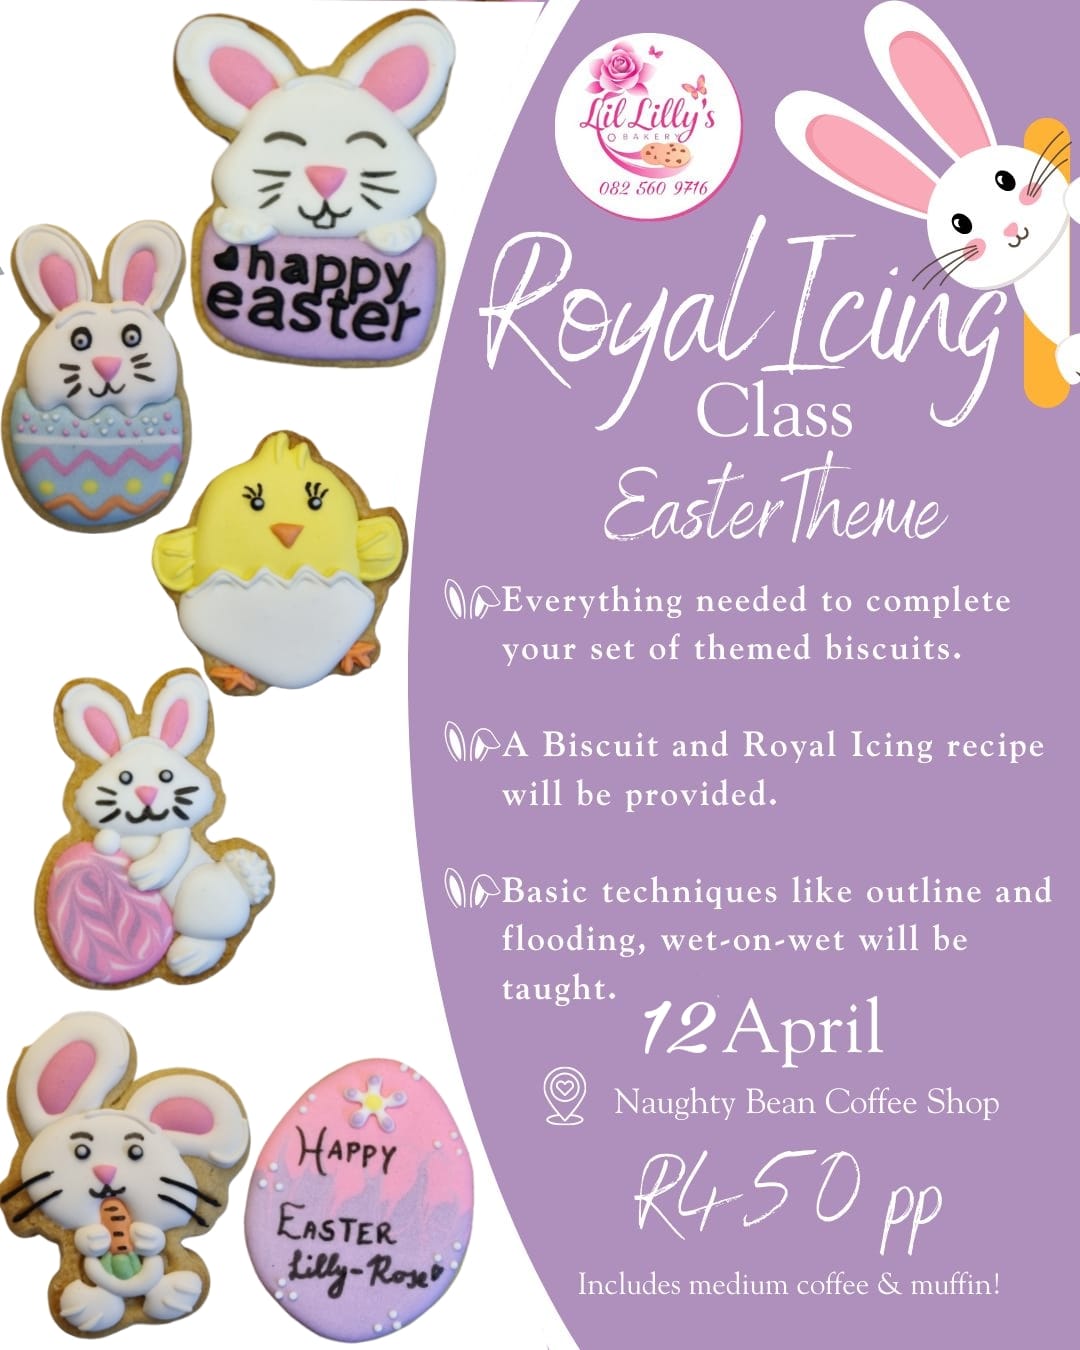 Lil Lilly's
BAKERY
082 560 9716
Royal Icing
Class
Easter Theme
Everything needed to complete
your set of themed biscuits.
A Biscuit and Royal Icing recipe
will be provided.
Basic techniques like outline and
flooding, wet-on-wet will be
taught.
12 April
Naughty Bean Coffee Shop
R450 pp
Includes medium coffee & muffin!
happy
easter
HAPPY
EASTER
Lilly-Rose